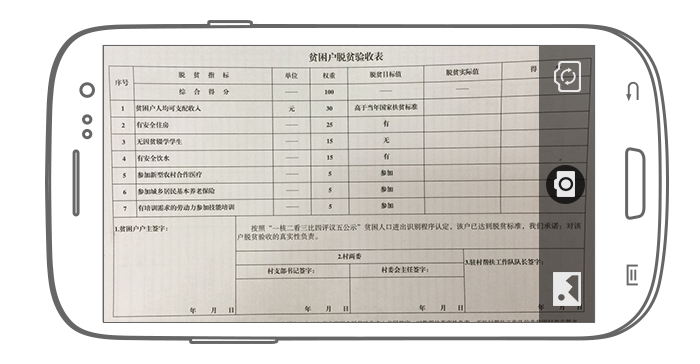 贫困户脱贫验收表
序号 脱贫指标 单位 权重 脱贫目标值 脱贫实际值 得
综合得分 —— 100 —— ——
1 贫困户人均可支配收入 元 30 高于当年国家扶贫标准
2 有安全住房 —— 25 有
3 无因贫辍学学生 —— 15 无
4 有安全饮水 —— 15 有
5 参加新型农村合作医疗 —— 5 参加
6 参加城乡居民基本养老保险 —— 5 参加
7 有培训需求的劳动力参加技能培训 —— 5 参加
1.贫困户户主签字：
按照“一核二看三比四评议五公示”贫困人口进出识别程序认定，该户已达到脱贫标准，我们承诺：对该
户脱贫验收的真实性负责。
2.村两委
村支部书记签字： 村委会主任签字：
3.驻村帮扶工作队队长签字：
年 月 日 年 月 日 年 月 日 年 月 日